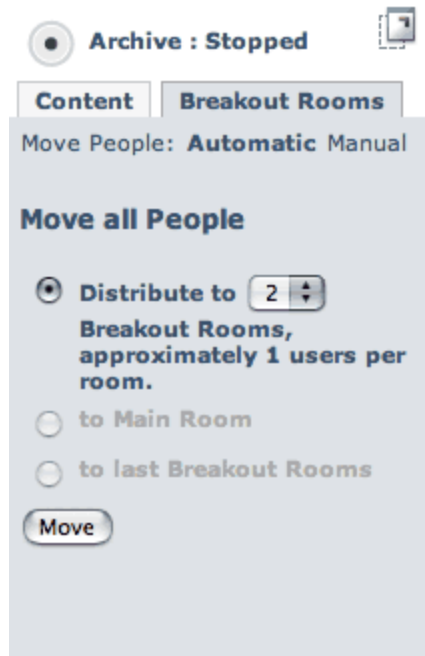 Archive : Stopped
Content Breakout Rooms
Move People: Automatic Manual
Move all People
Distribute to 2
Breakout Rooms,
approximately 1 users per
room.
to Main Room
to last Breakout Rooms
Move